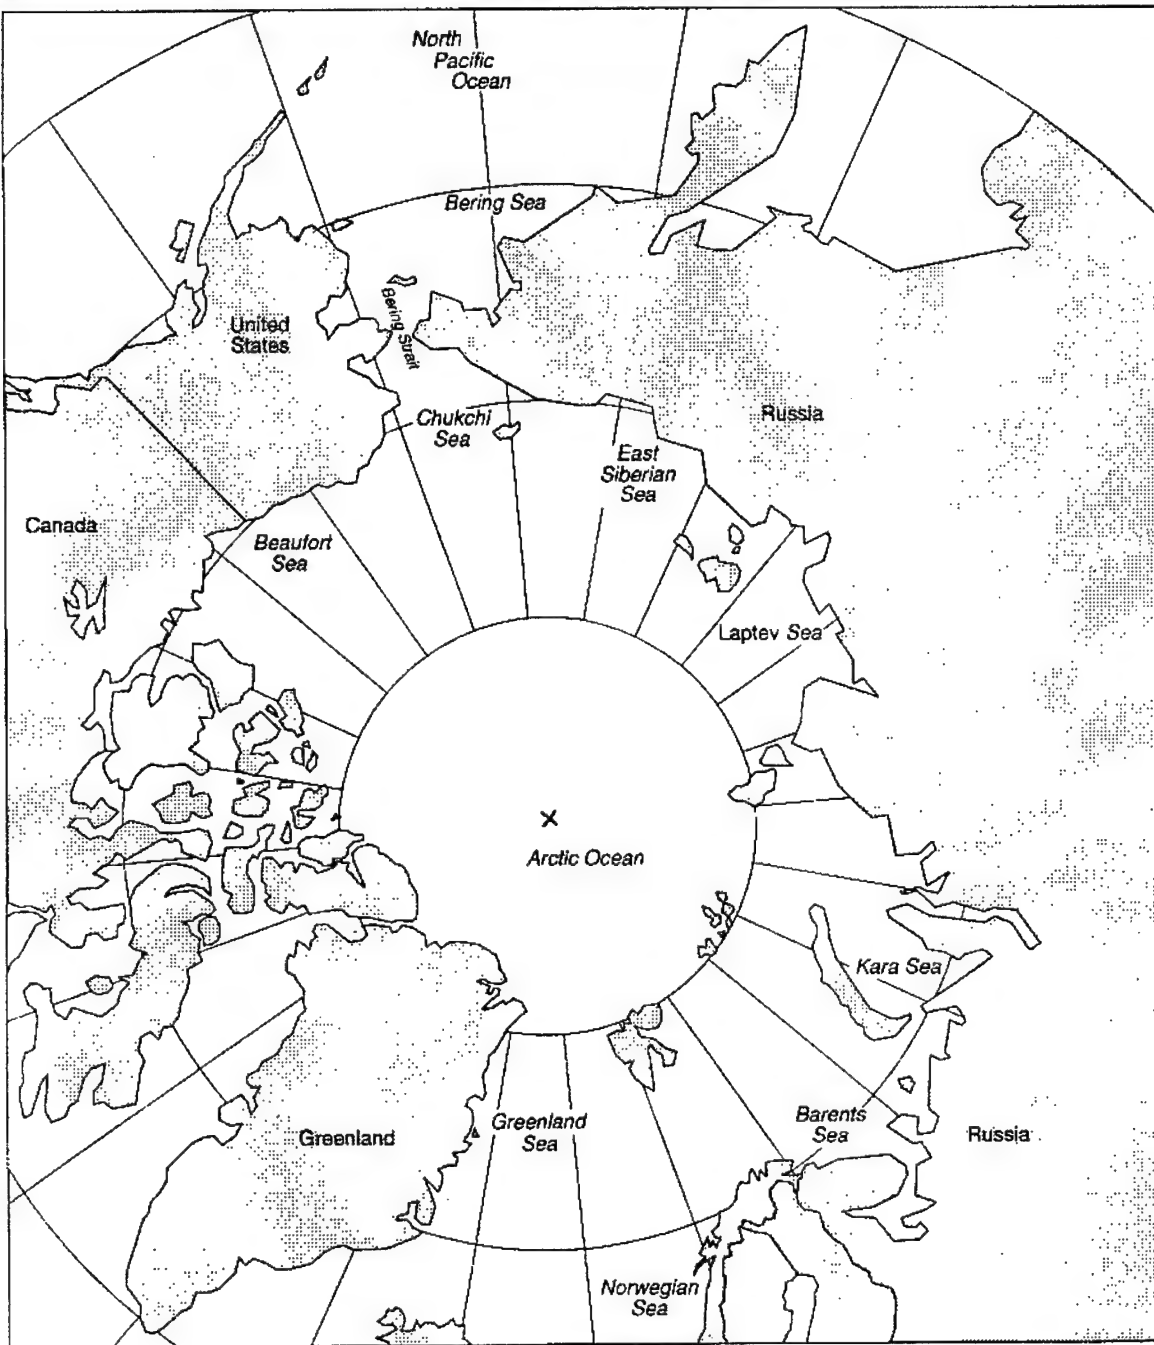 North
Pacific
Ocean
Bering Sea
Bering Strait
United
States
Russia
Chukchi
Sea
East
Siberian
Sea
Canada
Beaufort
Sea
Laptev Sea
X
Arctic Ocean
Kara Sea
Greenland
Sea
Barents
Sea
Greenland
Russia
Norwegian
Sea